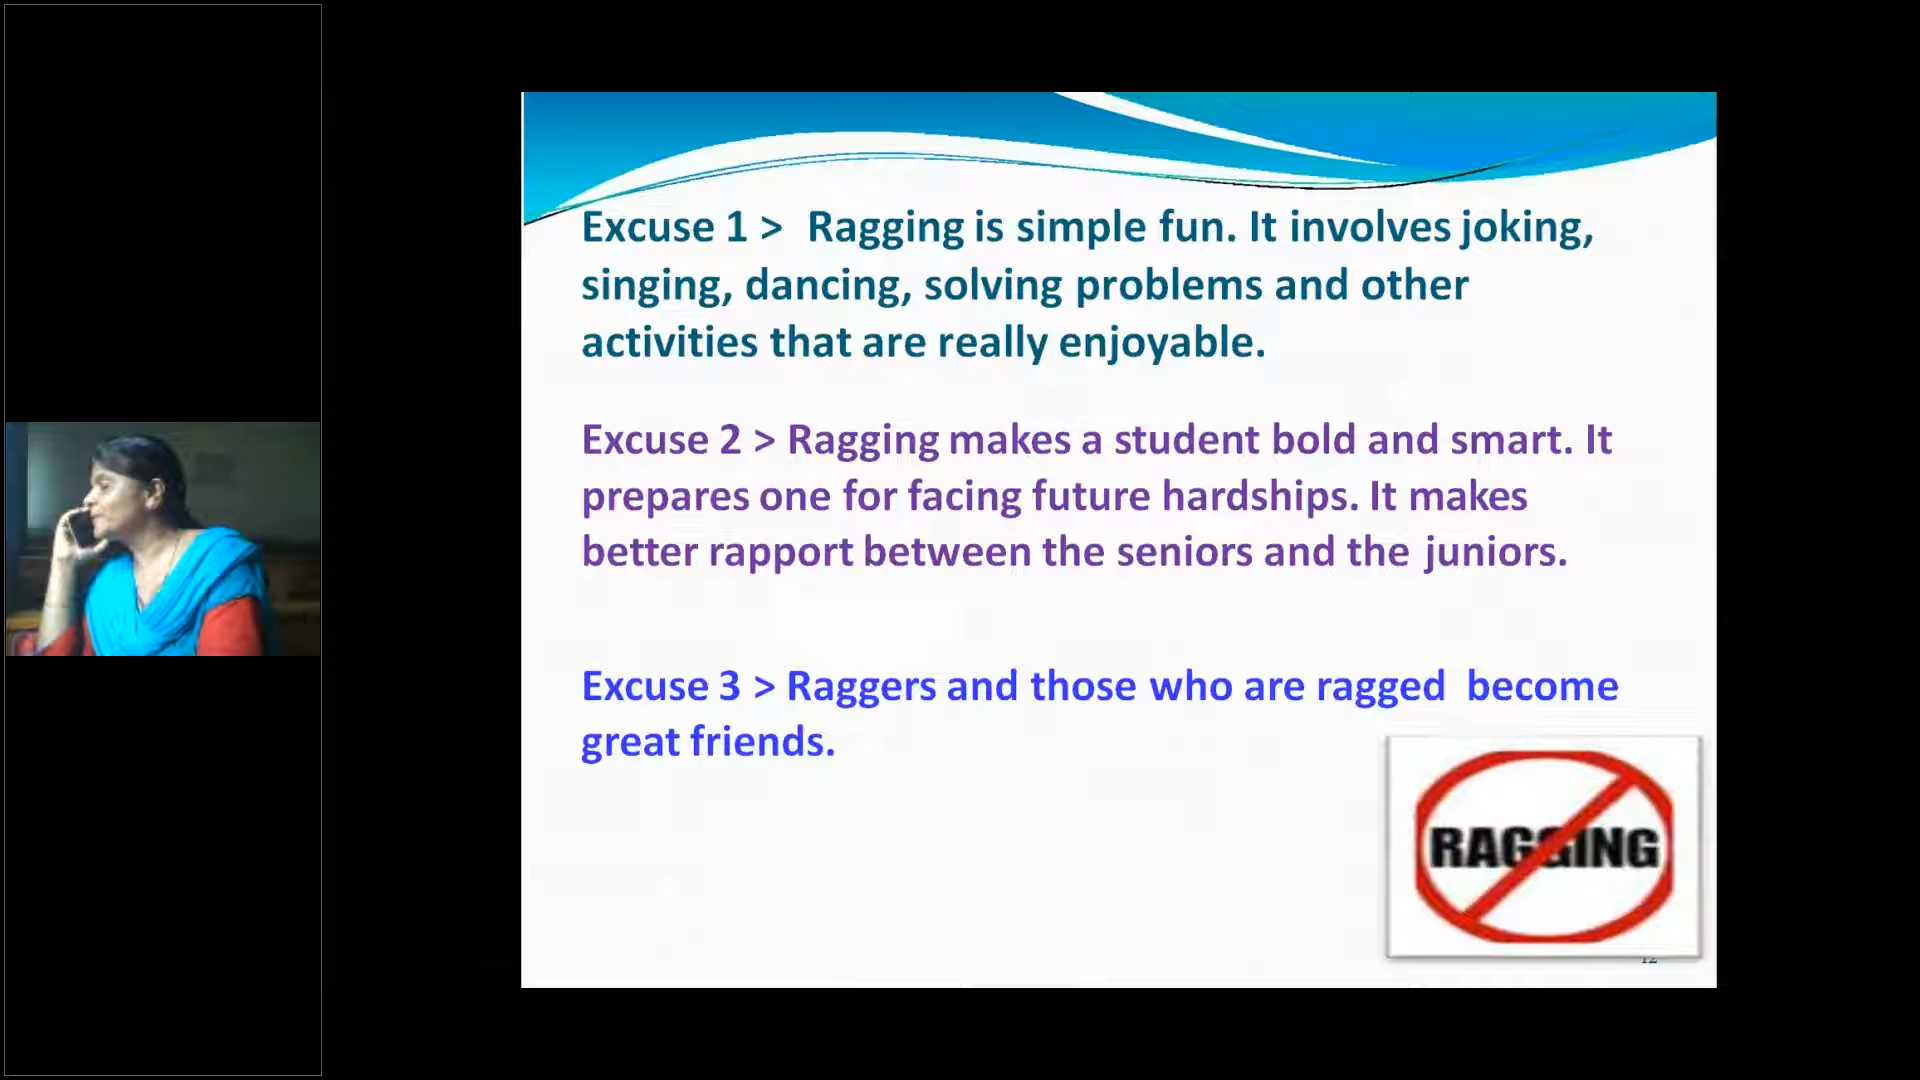 Excuse 1 > Ragging is simple fun. It involves joking,
singing, dancing, solving problems and other
activities that are really enjoyable.
Excuse 2 > Ragging makes a student bold and smart. It
prepares one for facing future hardships. It makes
better rapport between the seniors and the juniors.
Excuse 3 > Raggers and those who are ragged become
great friends.
RAGGING
12